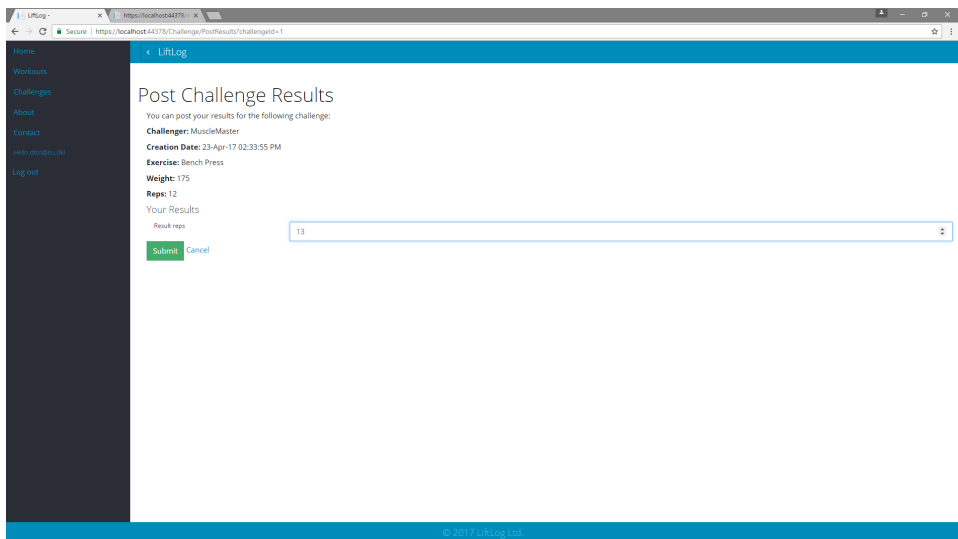 LiftLog -
https://localhost:44378/
Secure | https://localhost:44378/Challenge/PostResults?challengeId=1
Home
Workouts
Challenges
About
Contact
Hello
Log out
‹ LiftLog
Post Challenge Results
You can post your results for the following challenge:
Challenger: MuscleMaster
Creation Date: 23-Apr-17 02:33:55 PM
Exercise: Bench Press
Weight: 175
Reps: 12
Your Results
Result reps
13
Submit Cancel
© 2017 LiftLog Ltd.